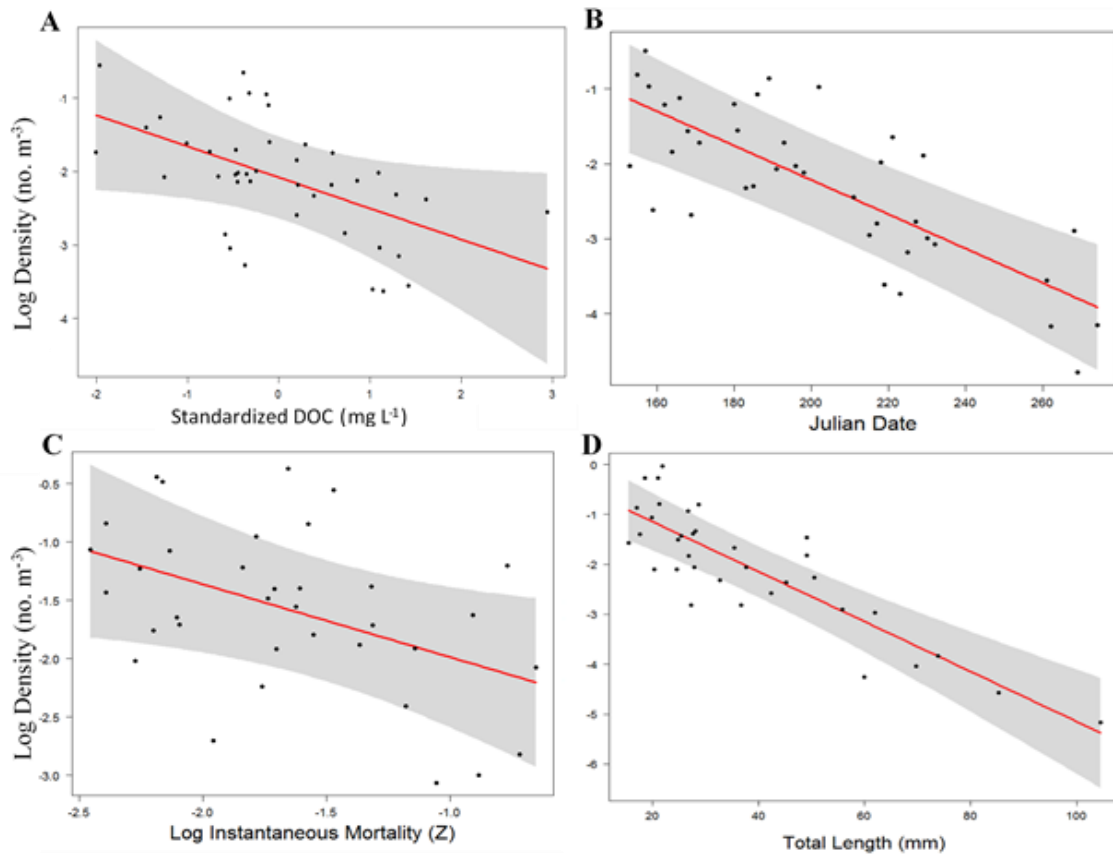 A
Log Density (no. m⁻³)
-1
-2
-3
-4
-2 -1 0 1 2 3
Standardized DOC (mg L⁻¹)
B
-1
-2
-3
-4
160 180 200 220 240 260
Julian Date
C
Log Density (no. m⁻³)
-0.5
-1.0
-1.5
-2.0
-2.5
-3.0
-2.5 -2.0 -1.5 -1.0
Log Instantaneous Mortality (Z)
D
0
-1
-2
-3
-4
-5
-6
20 40 60 80 100
Total Length (mm)